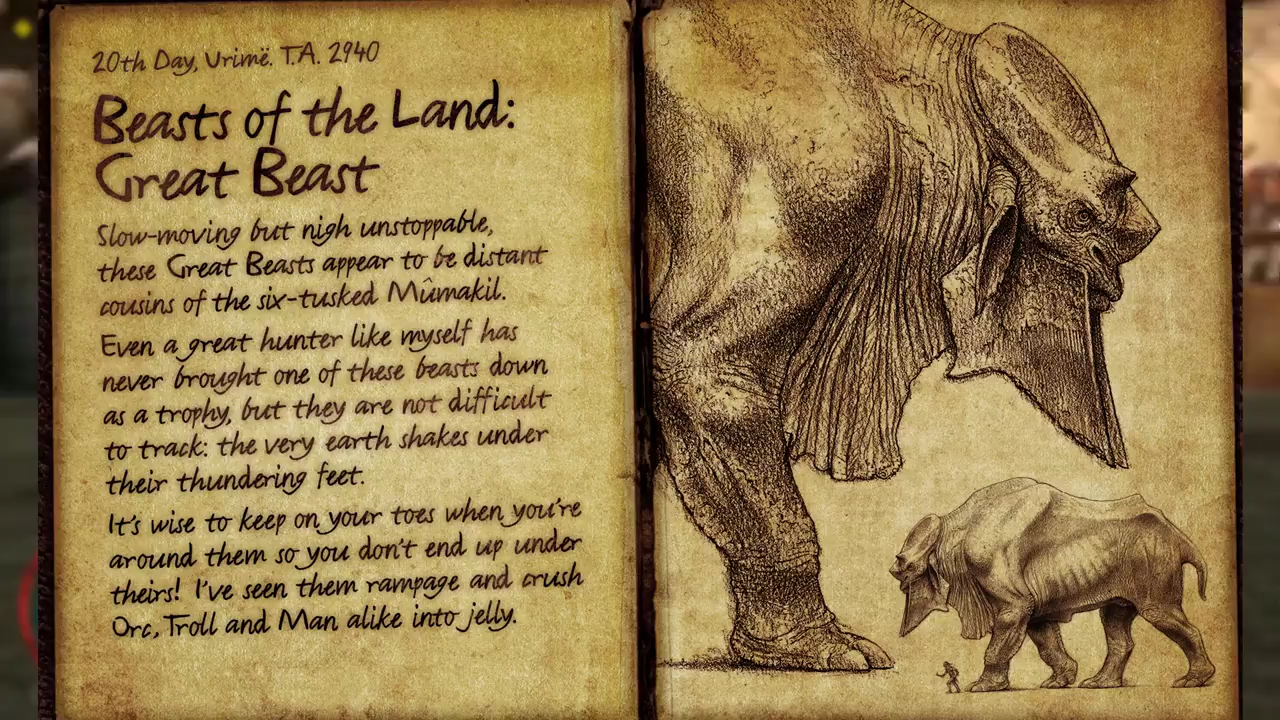 20th Day, Urimë. T.A. 2940
Beasts of the Land:
Great Beast
Slow-moving but nigh unstoppable,
these Great Beasts appear to be distant
cousins of the six-tusked Mûmakil.
Even a great hunter like myself has
never brought one of these beasts down
as a trophy, but they are not difficult
to track: the very earth shakes under
their thundering feet.
It's wise to keep on your toes when you're
around them so you don't end up under
theirs! I've seen them rampage and crush
Orc, Troll and Man alike into jelly.